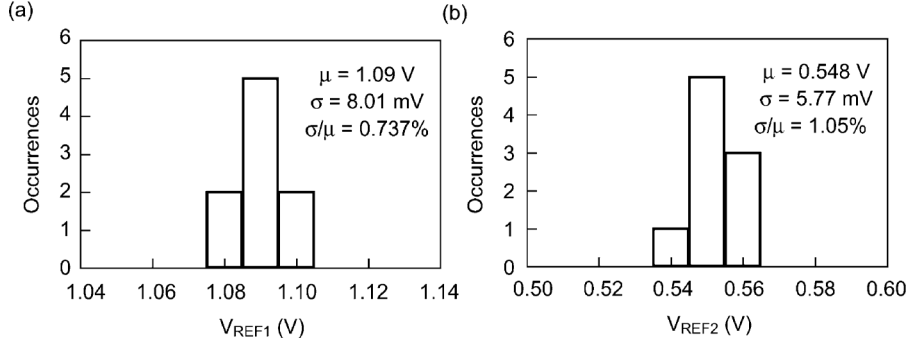 (a)
6
5
4
3
2
1
0
Occurrences
μ = 1.09 V
σ = 8.01 mV
σ/μ = 0.737%
1.04 1.06 1.08 1.10 1.12 1.14
VREF1 (V)
(b)
6
5
4
3
2
1
0
Occurrences
μ = 0.548 V
σ = 5.77 mV
σ/μ = 1.05%
0.50 0.52 0.54 0.56 0.58 0.60
VREF2 (V)